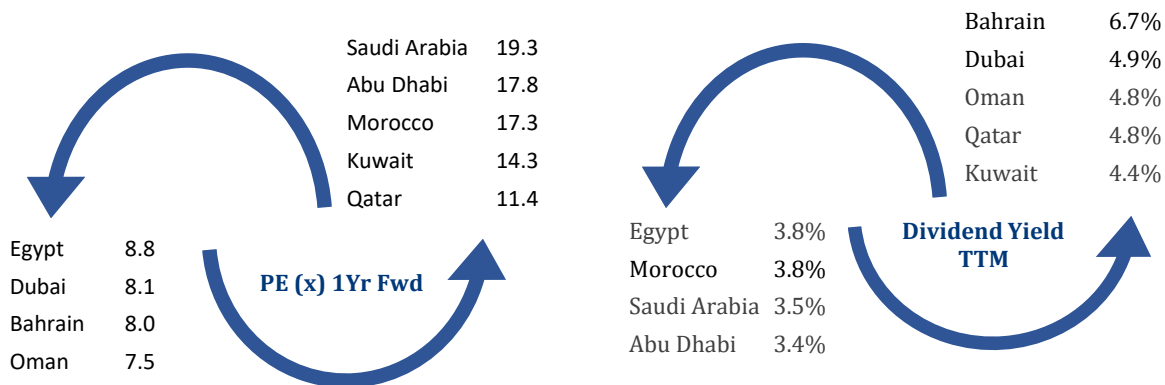 Saudi Arabia 19.3
Abu Dhabi 17.8
Morocco 17.3
Kuwait 14.3
Qatar 11.4
Egypt 8.8
Dubai 8.1
Bahrain 8.0
Oman 7.5
PE (x) 1Yr Fwd
Bahrain 6.7%
Dubai 4.9%
Oman 4.8%
Qatar 4.8%
Kuwait 4.4%
Egypt 3.8%
Morocco 3.8%
Saudi Arabia 3.5%
Abu Dhabi 3.4%
Dividend Yield
TTM